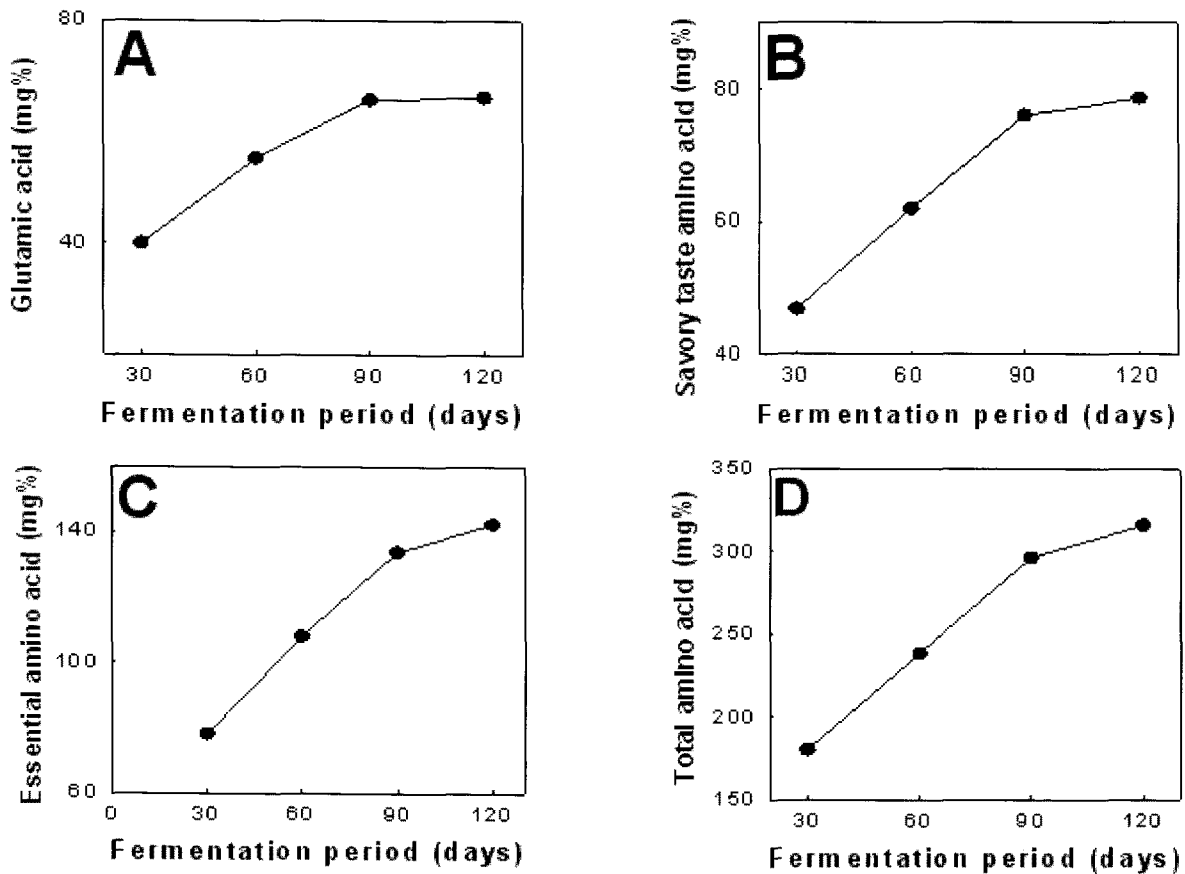 A
Glutamic acid (mg%)
80
40
30 60 90 120
Fermentation period (days)
B
Savory taste amino acid (mg%)
80
60
40
30 60 90 120
Fermentation period (days)
C
Essential amino acid (mg%)
140
100
60
0 30 60 90 120
Fermentation period (days)
D
Total amino acid (mg%)
350
300
250
200
150
30 60 90 120
Fermentation period (days)